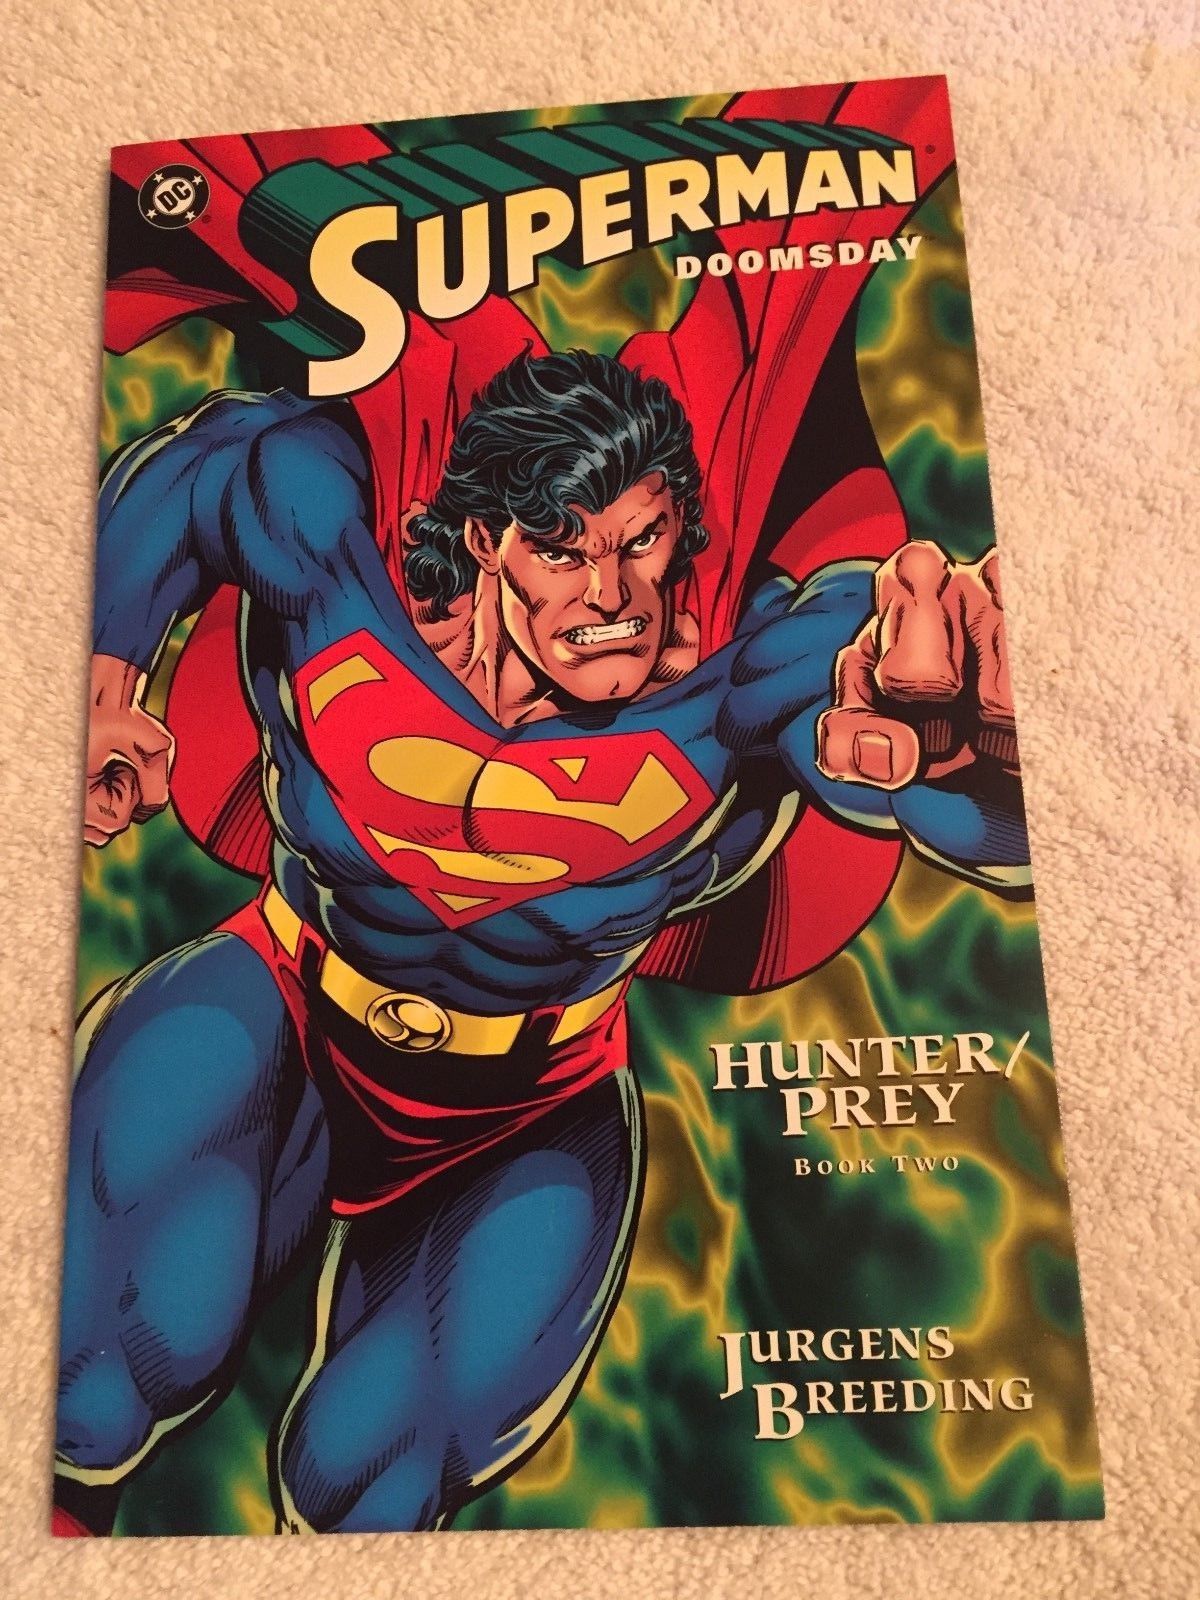 DC
SUPERMAN
DOOMSDAY
HUNTER/
PREY
BOOK TWO
JURGENS
BREEDING